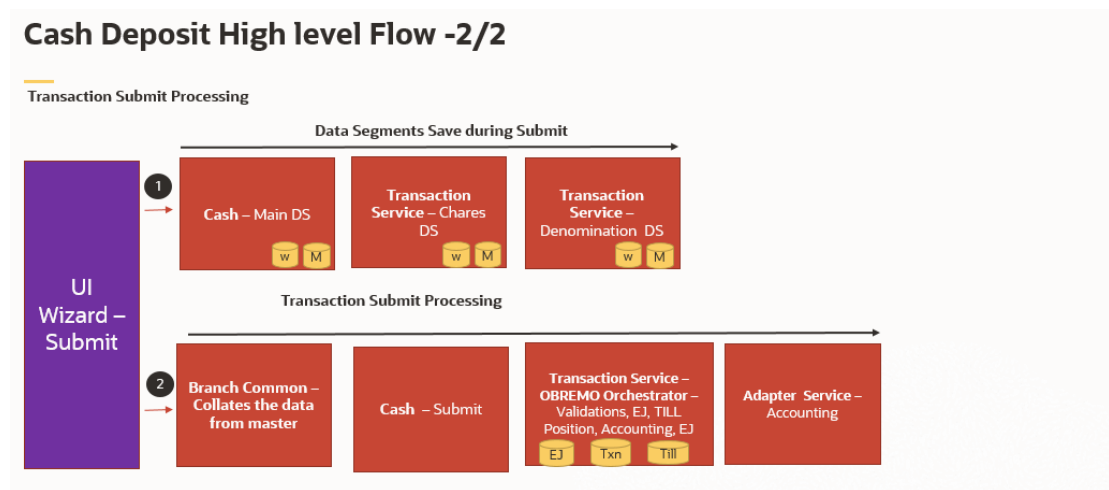 Cash Deposit High level Flow -2/2
Transaction Submit Processing
Data Segments Save during Submit
UI
Wizard –
Submit
1
Cash – Main DS
w
M
Transaction
Service – Chares
DS
w
M
Transaction
Service –
Denomination DS
w
M
Transaction Submit Processing
2
Branch Common –
Collates the data
from master
Cash – Submit
Transaction Service –
OBREMO Orchestrator –
Validations, EJ, TILL
Position, Accounting, EJ
EJ
Txn
Till
Adapter Service –
Accounting